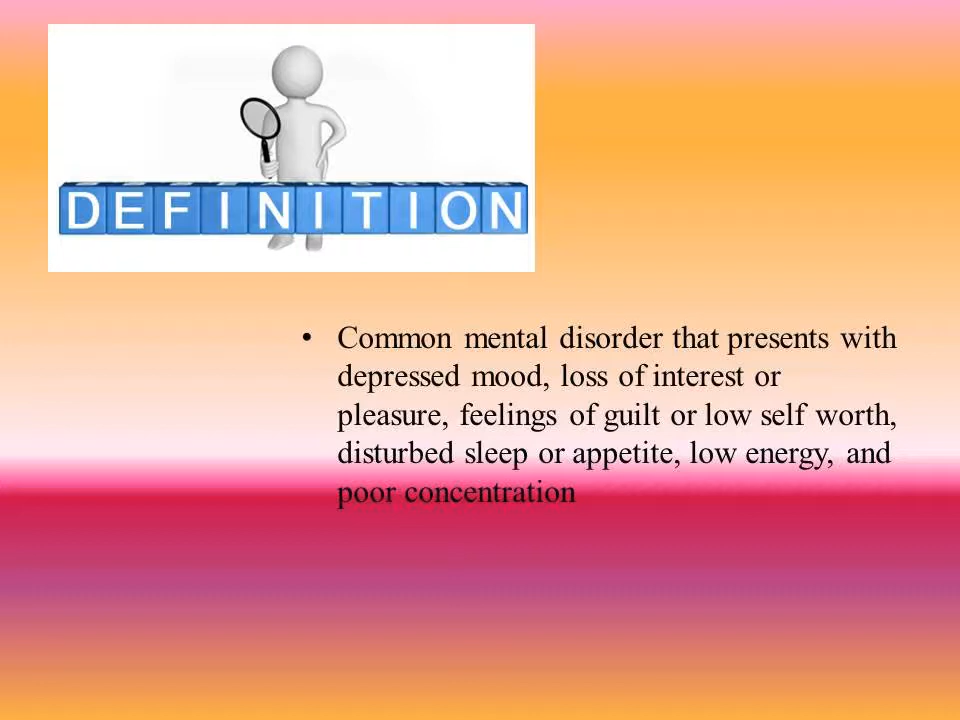 DEFINITION
• Common mental disorder that presents with
depressed mood, loss of interest or
pleasure, feelings of guilt or low self worth,
disturbed sleep or appetite, low energy, and
poor concentration